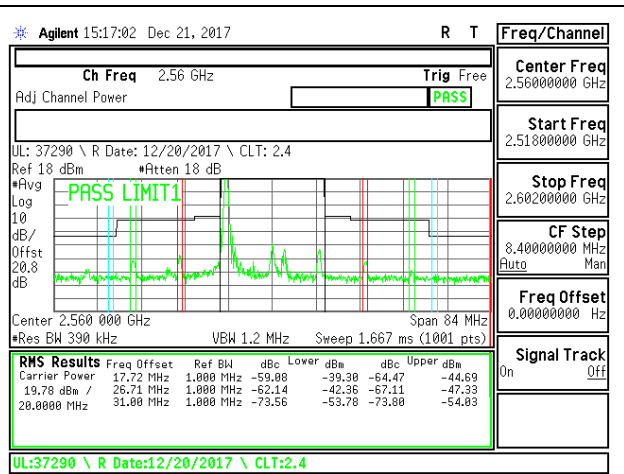 Agilent 15:17:02 Dec 21, 2017 R T
Freq/Channel
Ch Freq 2.56 GHz Trig Free
Adj Channel Power PASS
UL: 37290 \ R Date: 12/20/2017 \ CLT: 2.4
Ref 18 dBm #Atten 18 dB
#Avg
Log
10
dB/
Offst
20.8
dB
PASS LIMIT1
Center 2.560 000 GHz Span 84 MHz
#Res BW 390 kHz VBW 1.2 MHz Sweep 1.667 ms (1001 pts)
RMS Results Freq Offset Ref BW dBc Lower dBm dBc Upper dBm
Carrier Power 17.72 MHz 1.000 MHz -59.08 -39.30 -64.47 -44.69
19.78 dBm / 26.71 MHz 1.000 MHz -62.14 -42.36 -67.11 -47.33
20.0000 MHz 31.00 MHz 1.000 MHz -73.56 -53.78 -73.80 -54.03
UL:37290 \ R Date:12/20/2017 \ CLT:2.4
Center Freq
2.56000000 GHz
Start Freq
2.51800000 GHz
Stop Freq
2.60200000 GHz
CF Step
8.40000000 MHz
Auto Man
Freq Offset
0.00000000 Hz
Signal Track
On Off